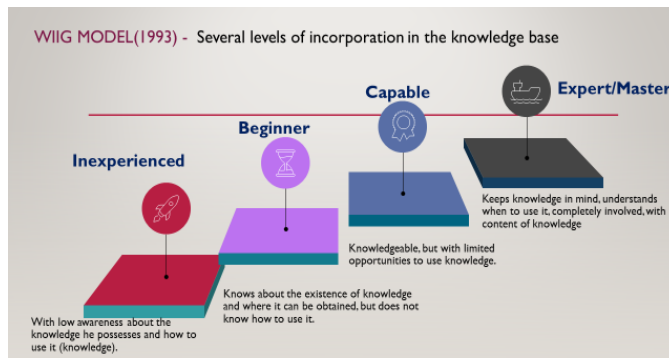 WIIG MODEL(1993) - Several levels of incorporation in the knowledge base
Inexperienced
With low awareness about the
knowledge he possesses and how to
use it (knowledge).
Beginner
Knows about the existence of knowledge
and where it can be obtained, but does not
know how to use it.
Capable
Knowledgeable, but with limited
opportunities to use knowledge.
Expert/Master
Keeps knowledge in mind, understands
when to use it, completely involved, with
content of knowledge